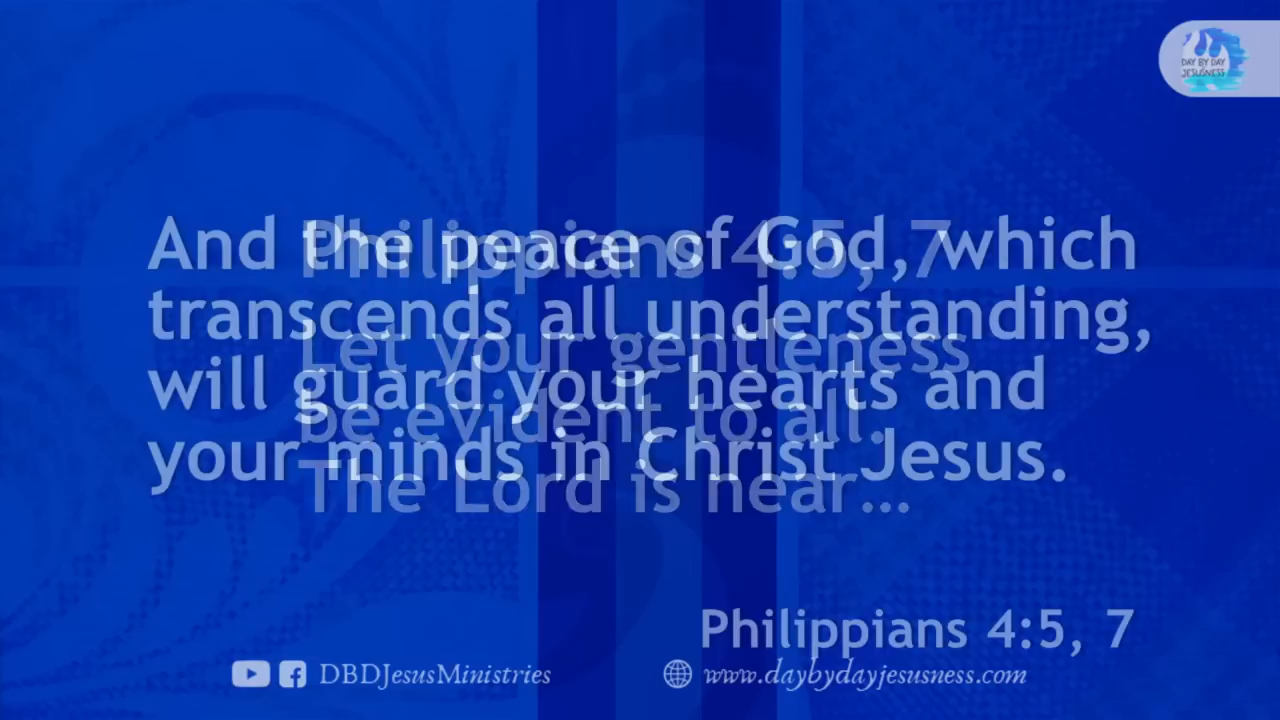 DAY BY DAY
JESUSNESS
And the peace of God, which
transcends all understanding,
will guard your hearts and
your minds in Christ Jesus.
Philippians 4:5, 7
Philippians 4:5, 7
Let your gentleness
be evident to all.
The Lord is near...
DBDJesusMinistries
www.daybydayjesusness.com